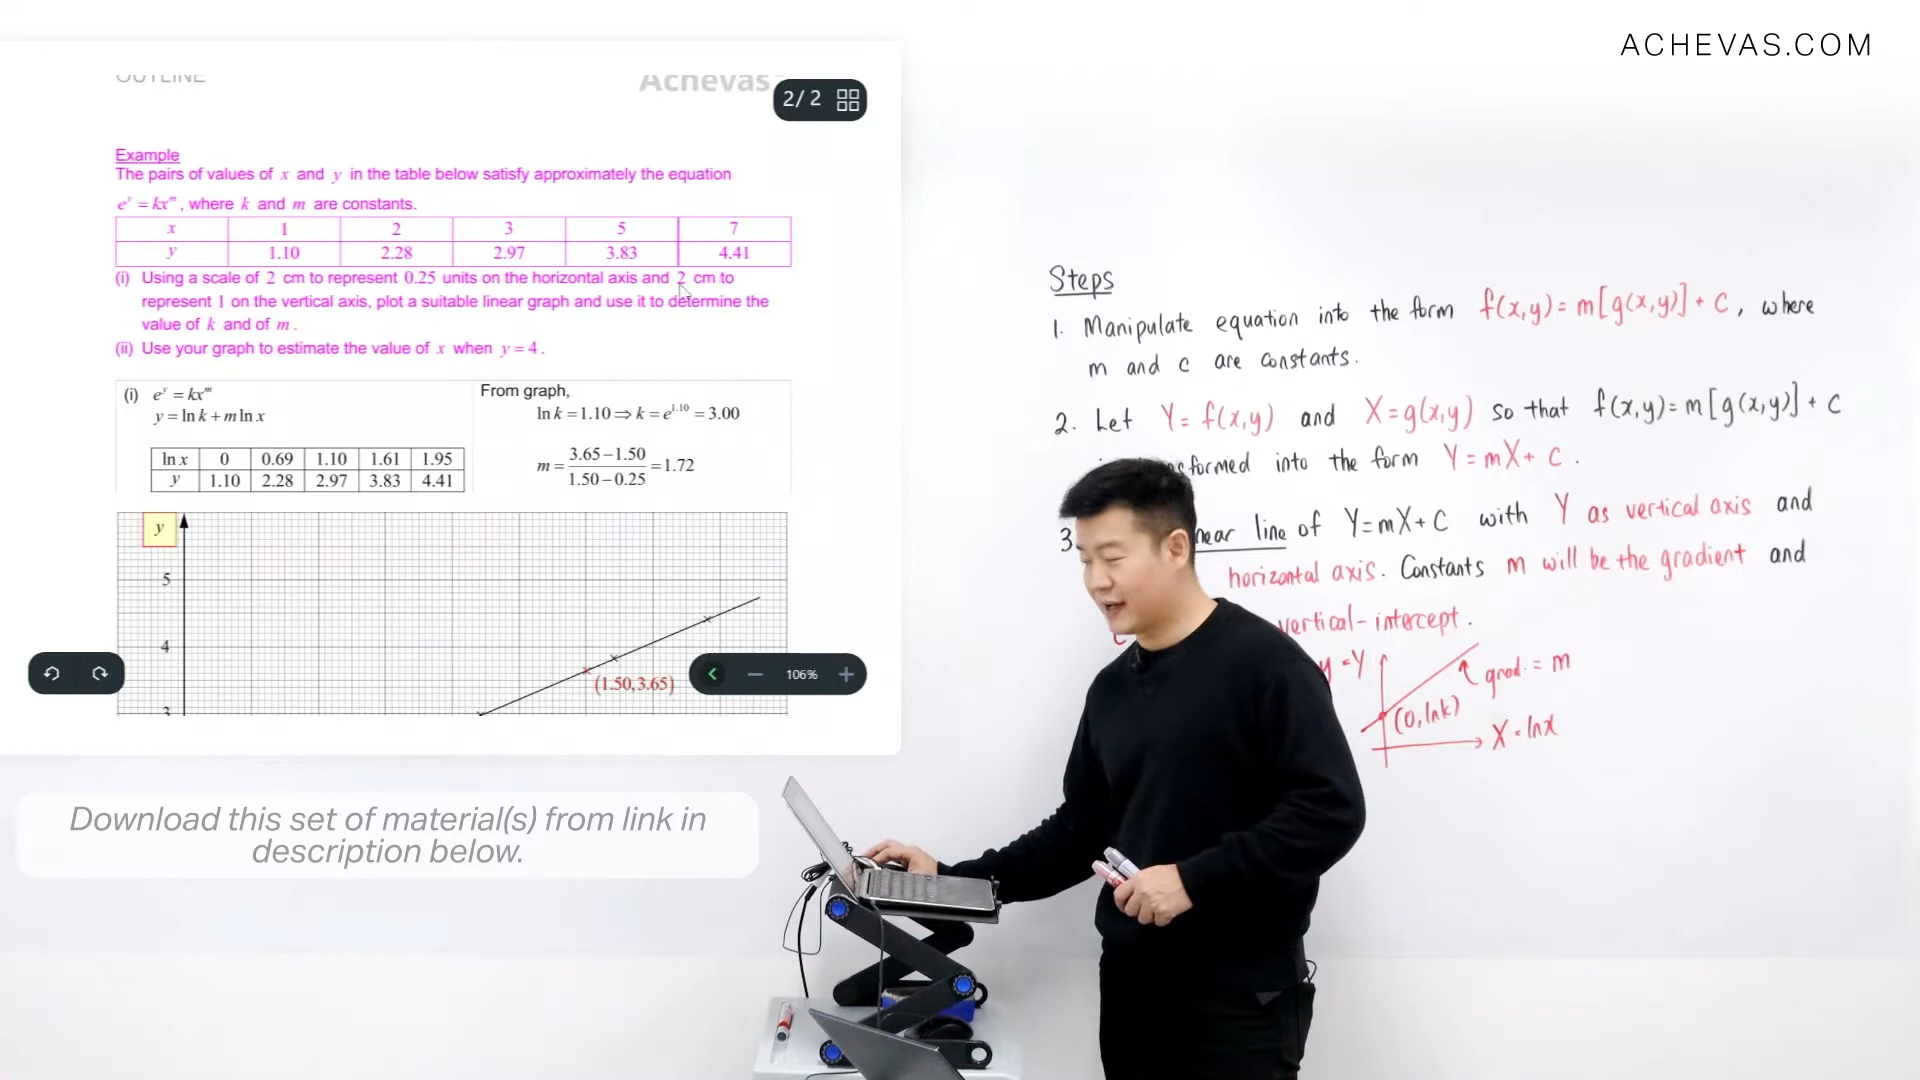 ACHEVAS.COM
OUTLINE
Achevas
2/2
Example
The pairs of values of x and y in the table below satisfy approximately the equation
e^y = kx^m, where k and m are constants.
x 1 2 3 5 7
y 1.10 2.28 2.97 3.83 4.41
(i) Using a scale of 2 cm to represent 0.25 units on the horizontal axis and 2 cm to
represent 1 on the vertical axis, plot a suitable linear graph and use it to determine the
value of k and of m.
(ii) Use your graph to estimate the value of x when y = 4.
(i) e^y = kx^m
y = ln k + m ln x
ln x 0 0.69 1.10 1.61 1.95
y 1.10 2.28 2.97 3.83 4.41
From graph,
ln k = 1.10 ⇒ k = e^1.10 = 3.00
m = (3.65 − 1.50)/(1.50 − 0.25) = 1.72
y
5
4
3
(1.50, 3.65)
106%
Download this set of material(s) from link in
description below.
Steps
1. Manipulate equation into the form f(x,y) = m[g(x,y)] + c, where
m and c are constants.
2. Let Y = f(x,y) and X = g(x,y) so that f(x,y) = m[g(x,y)] + c
formed into the form Y = mX + c.
3. near line of Y = mX + c with Y as vertical axis and
horizontal axis. Constants m will be the gradient and
c vertical-intercept.
y = Y
grad. = m
(0, ln k)
X = ln x